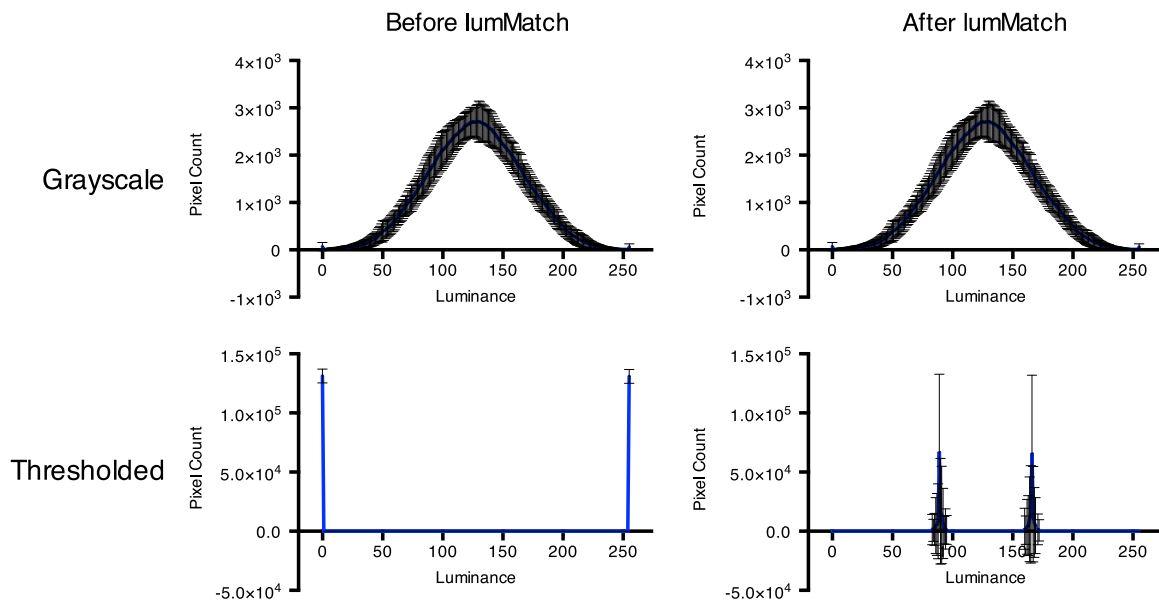 Before lumMatch
After lumMatch
Grayscale
Pixel Count
4×10³
3×10³
2×10³
1×10³
0
-1×10³
0 50 100 150 200 250
Luminance
Pixel Count
4×10³
3×10³
2×10³
1×10³
0
-1×10³
0 50 100 150 200 250
Luminance
Thresholded
Pixel Count
1.5×10⁵
1.0×10⁵
5.0×10⁴
0.0
-5.0×10⁴
0 50 100 150 200 250
Luminance
Pixel Count
1.5×10⁵
1.0×10⁵
5.0×10⁴
0.0
-5.0×10⁴
0 50 100 150 200 250
Luminance